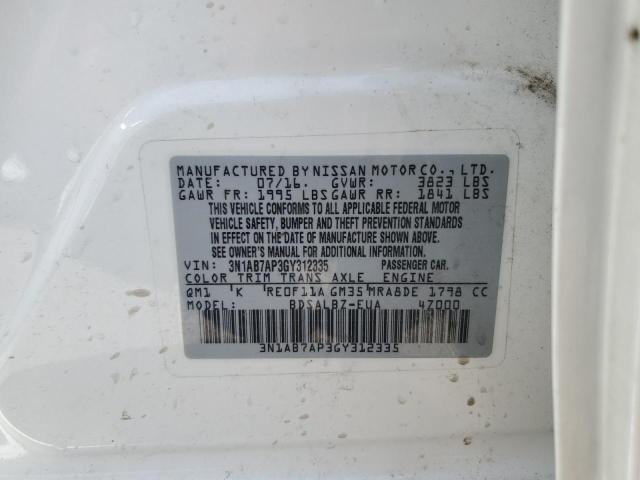 MANUFACTURED BY NISSAN MOTOR CO., LTD.
DATE: 07/16. GVWR: 3823 LBS
GAWR FR: 1995 LBS GAWR RR: 1841 LBS
THIS VEHICLE CONFORMS TO ALL APPLICABLE FEDERAL MOTOR
VEHICLE SAFETY, BUMPER AND THEFT PREVENTION STANDARDS
IN EFFECT ON THE DATE OF MANUFACTURE SHOWN ABOVE.
SEE OWNER'S MANUAL FOR ADDITIONAL INFORMATION.
VIN: 3N1AB7AP3GY312335 PASSENGER CAR.
COLOR TRIM TRANS AXLE ENGINE
QM1 K RE0F11A GM35 MRA8DE 1798 CC
MODEL: BDSALBZ-EUA 47000
3N1AB7AP3GY312335